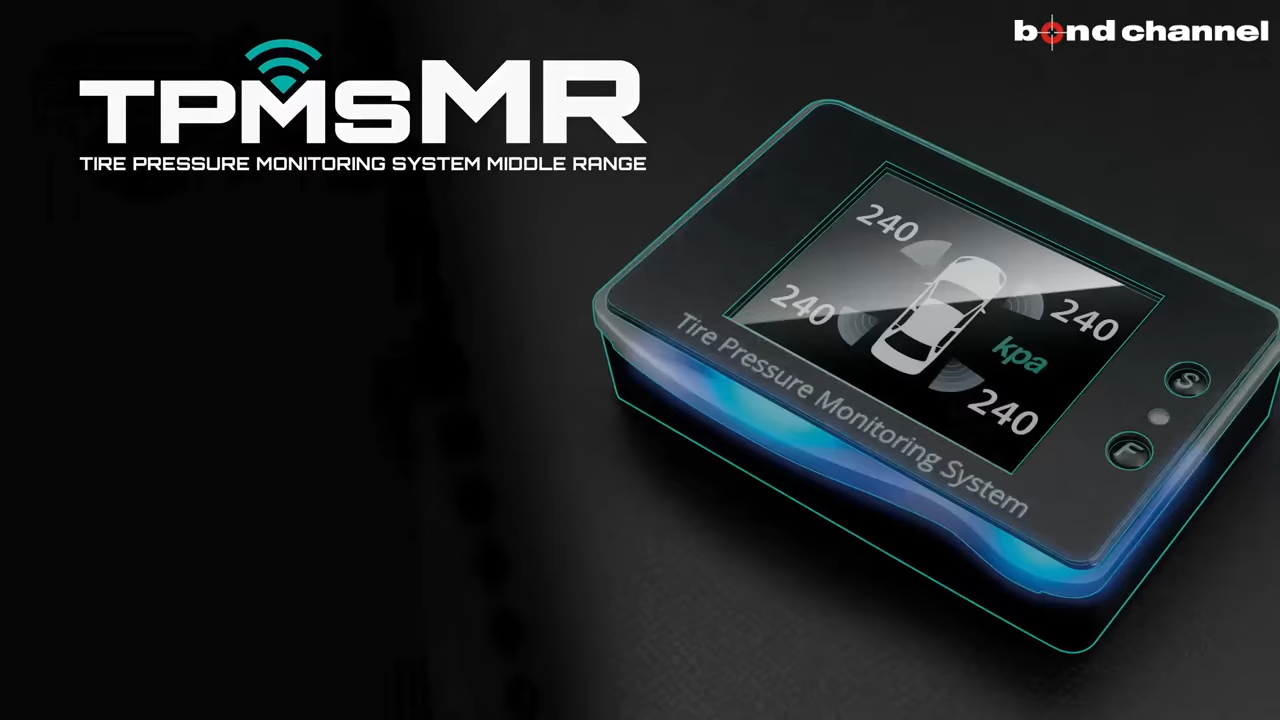 bond channel
TPMSMR
TIRE PRESSURE MONITORING SYSTEM MIDDLE RANGE
240
240
240
kpa
240
Tire Pressure Monitoring System
S
F